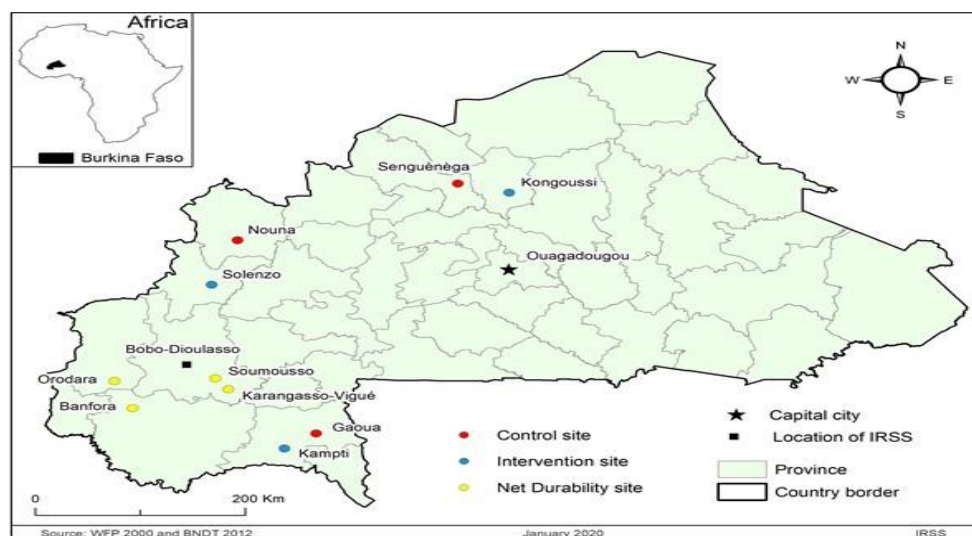 Africa
Burkina Faso
N
W E
S
Senguènèga
Kongoussi
Nouna
Ouagadougou
Solenzo
Bobo-Dioulasso
Orodara
Soumousso
Karangasso-Vigué
Banfora
Gaoua
Kampti
Capital city
Control site
Location of IRSS
Intervention site
Province
Net Durability site
Country border
0 200 Km
Source: WFP 2000 and BNDT 2012 January 2020 IRSS